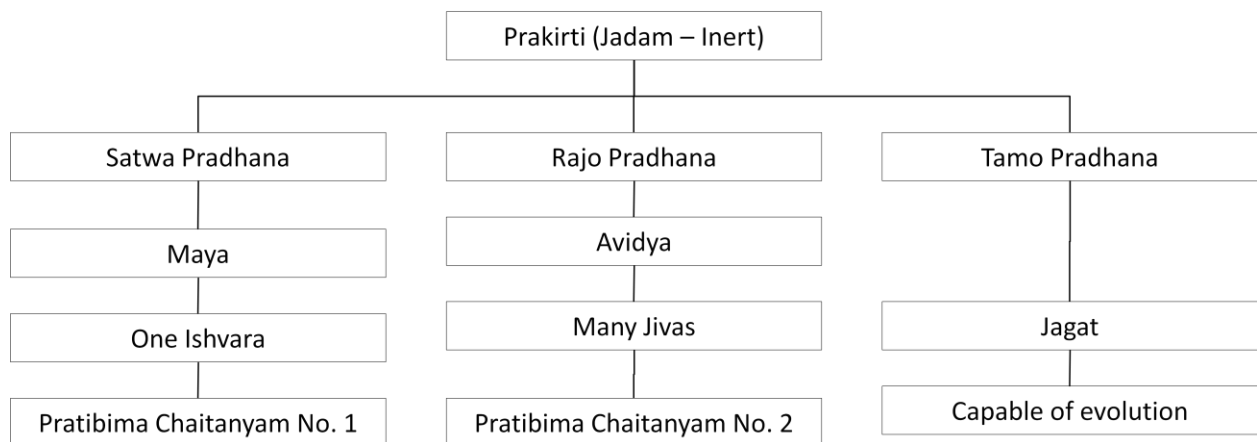 Prakirti (Jadam – Inert)
Satwa Pradhana
Rajo Pradhana
Tamo Pradhana
Maya
Avidya
One Ishvara
Many Jivas
Jagat
Pratibima Chaitanyam No. 1
Pratibima Chaitanyam No. 2
Capable of evolution